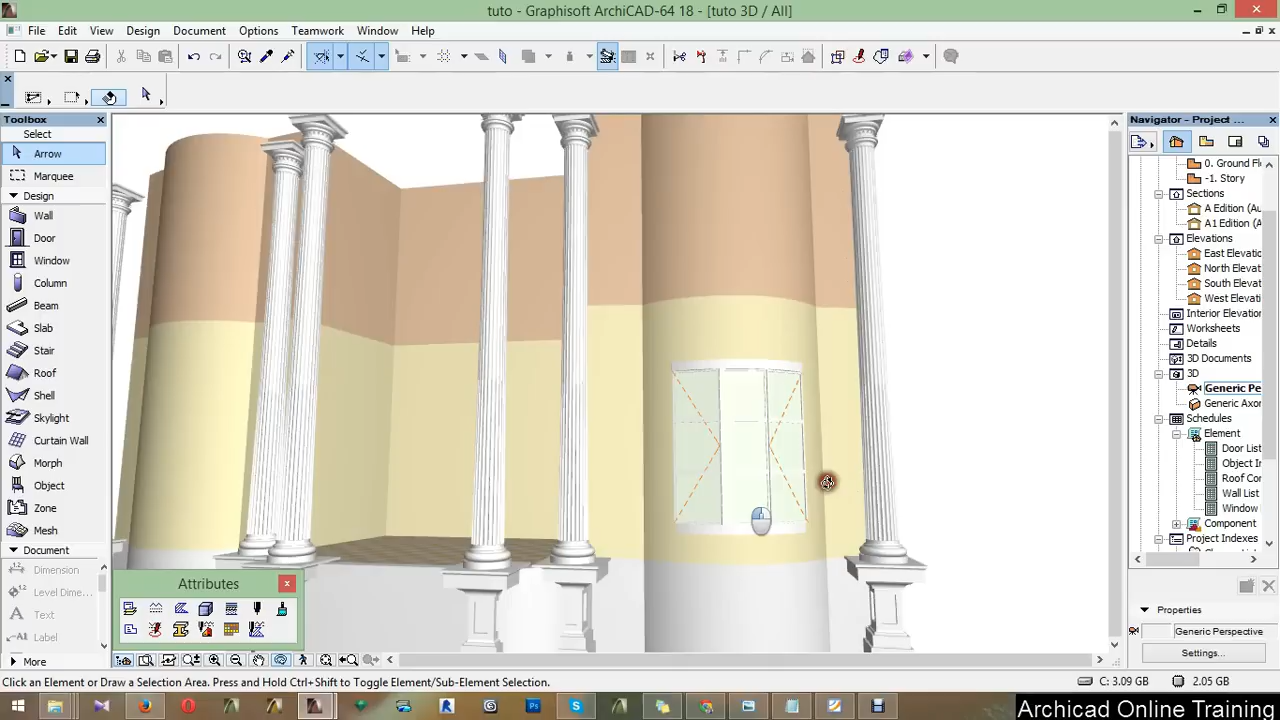 tuto - Graphisoft ArchiCAD-64 18 - [tuto 3D / All]
File Edit View Design Document Options Teamwork Window Help
Toolbox
Select
Arrow
Marquee
Design
Wall
Door
Window
Column
Beam
Slab
Stair
Roof
Shell
Skylight
Curtain Wall
Morph
Object
Zone
Mesh
Document
Dimension
Level Dime...
Text
Label
More
Attributes
Navigator - Project ...
0. Ground Fl
-1. Story
Sections
A Edition (Au
A1 Edition (A
Elevations
East Elevatio
North Elevat
South Elevat
West Elevati
Interior Elevation
Worksheets
Details
3D Documents
3D
Generic Pe
Generic Axor
Schedules
Element
Door List
Object In
Roof Cor
Wall List
Window
Component
Project Indexes
Properties
Generic Perspective
Settings...
Click an Element or Draw a Selection Area. Press and Hold Ctrl+Shift to Toggle Element/Sub-Element Selection.
C: 3.09 GB
2.05 GB
Archicad Online Training